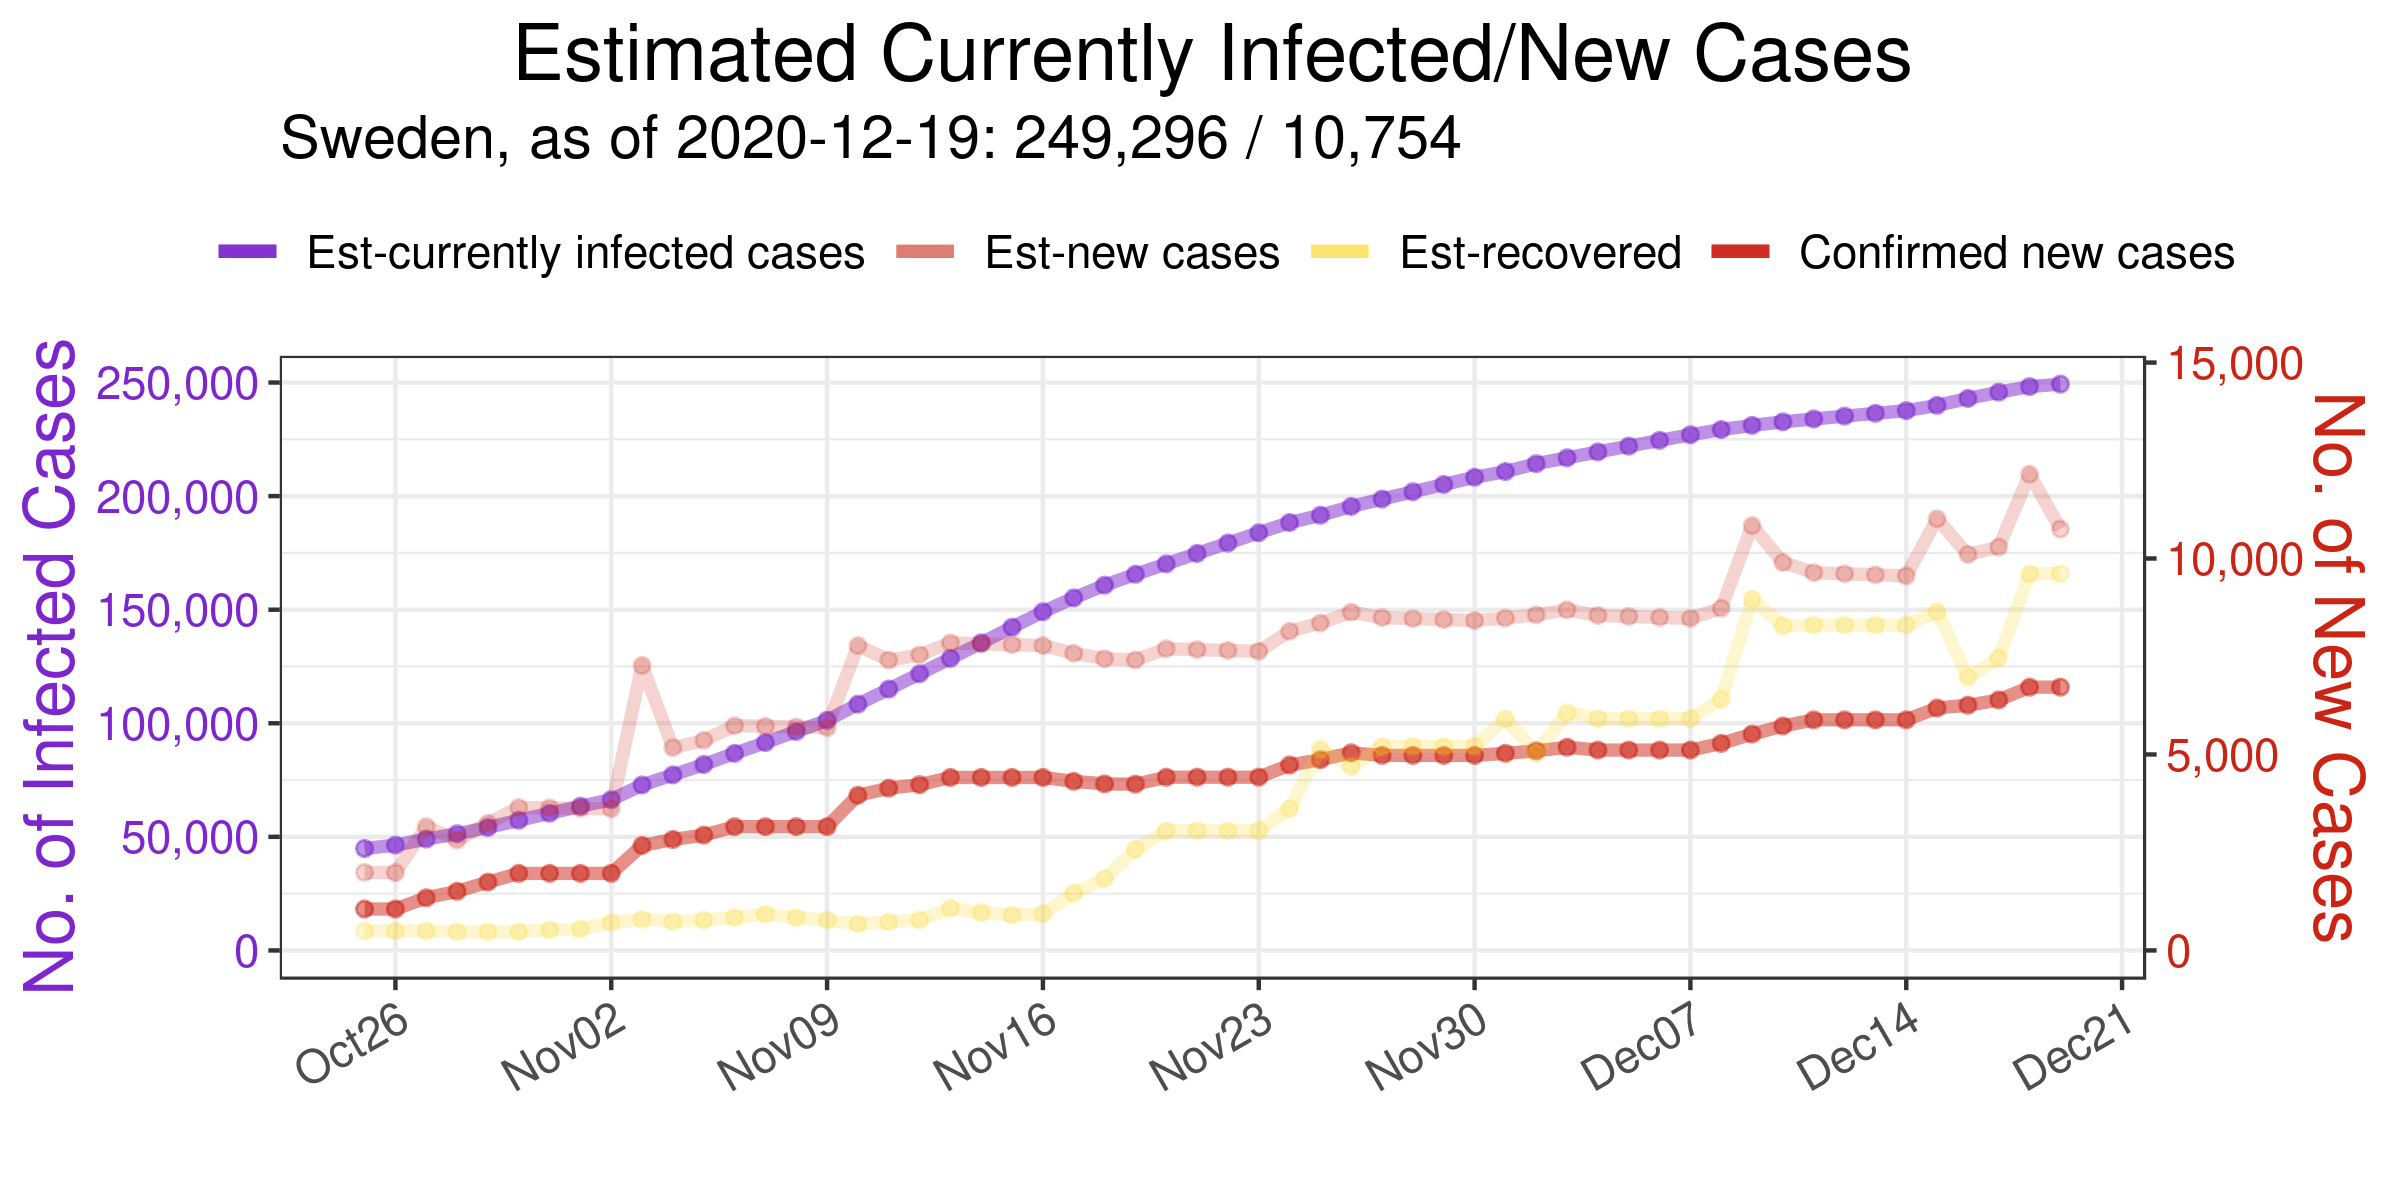 Estimated Currently Infected/New Cases
Sweden, as of 2020-12-19: 249,296 / 10,754
Est-currently infected cases Est-new cases Est-recovered Confirmed new cases
No. of Infected Cases
250,000
200,000
150,000
100,000
50,000
0
15,000
10,000
5,000
0
No. of New Cases
Oct26 Nov02 Nov09 Nov16 Nov23 Nov30 Dec07 Dec14 Dec21